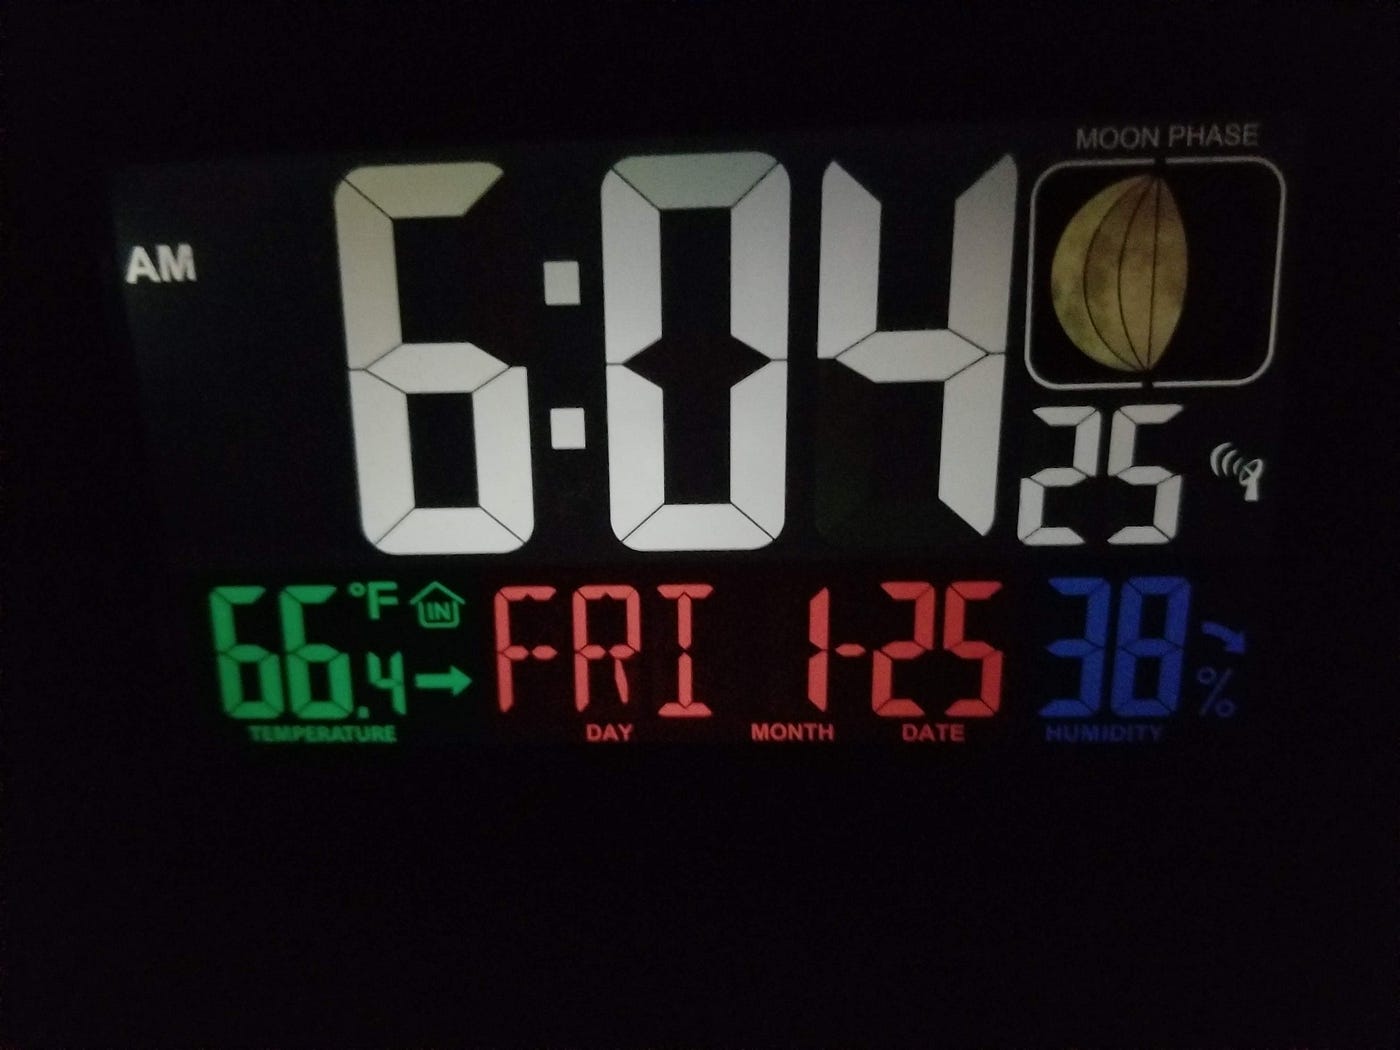 MOON PHASE
AM 6:04 25
66.4 °F IN FRI 1-25 38 %
TEMPERATURE DAY MONTH DATE HUMIDITY